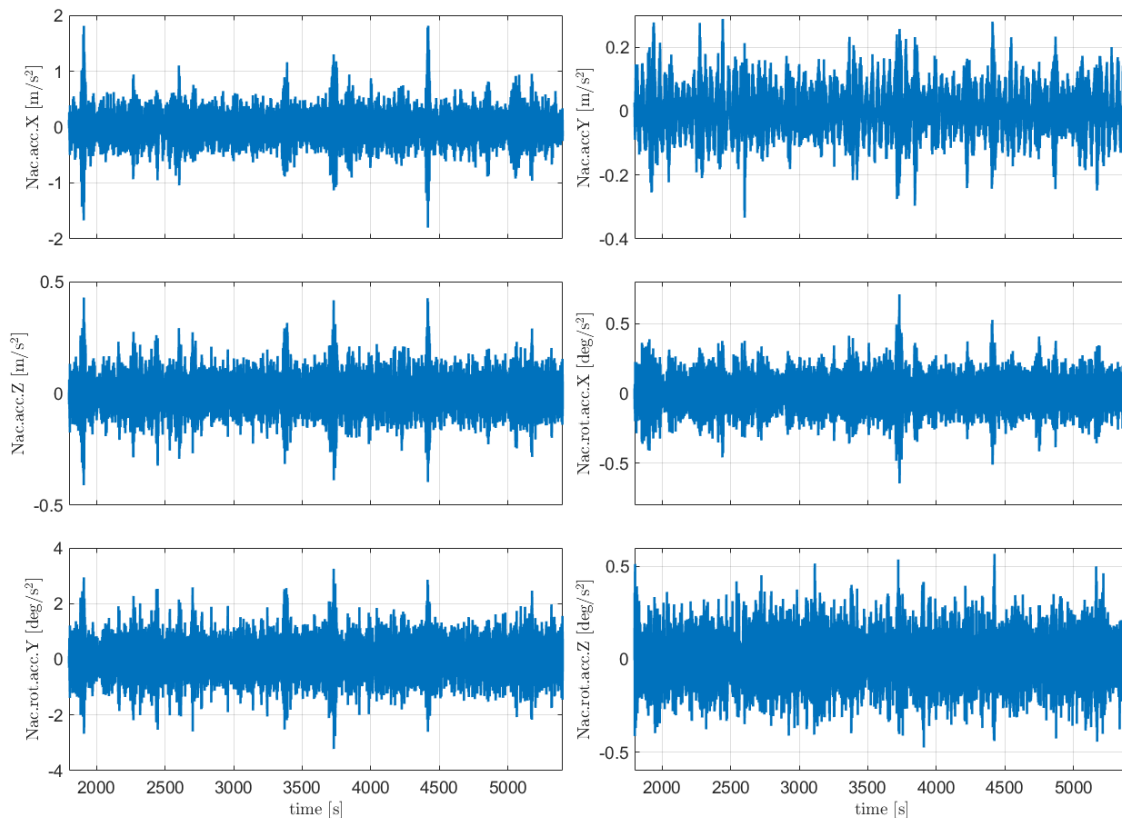 2
1
0
-1
-2
Nac.acc.X [m/s²]
0.2
0
-0.2
-0.4
Nac.accY [m/s²]
0.5
0
-0.5
Nac.acc.Z [m/s²]
0.5
0
-0.5
Nac.rot.acc.X [deg/s²]
4
2
0
-2
-4
Nac.rot.acc.Y [deg/s²]
2000 2500 3000 3500 4000 4500 5000
time [s]
0.5
0
-0.5
Nac.rot.acc.Z [deg/s²]
2000 2500 3000 3500 4000 4500 5000
time [s]